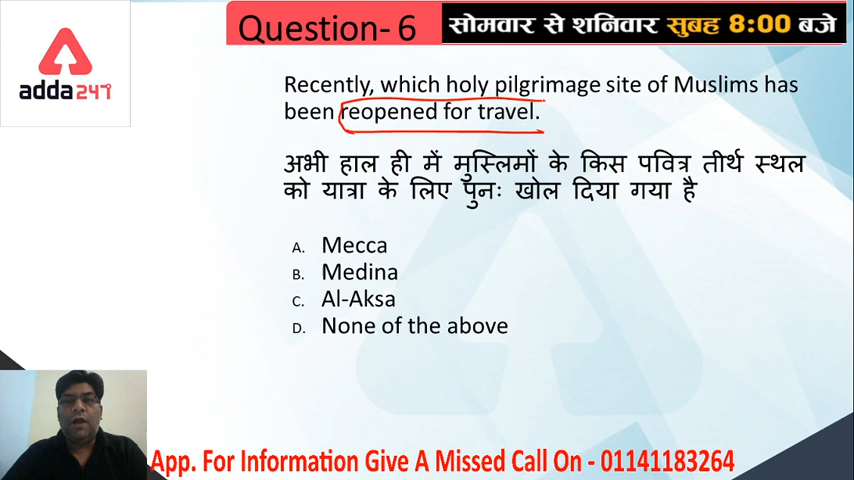 Question- 6
सोमवार से शनिवार सुबह 8:00 बजे
adda247
Recently, which holy pilgrimage site of Muslims has
been reopened for travel.
अभी हाल ही में मुस्लिमों के किस पवित्र तीर्थ स्थल
को यात्रा के लिए पुनः खोल दिया गया है
A. Mecca
B. Medina
C. Al-Aksa
D. None of the above
App. For Information Give A Missed Call On - 01141183264